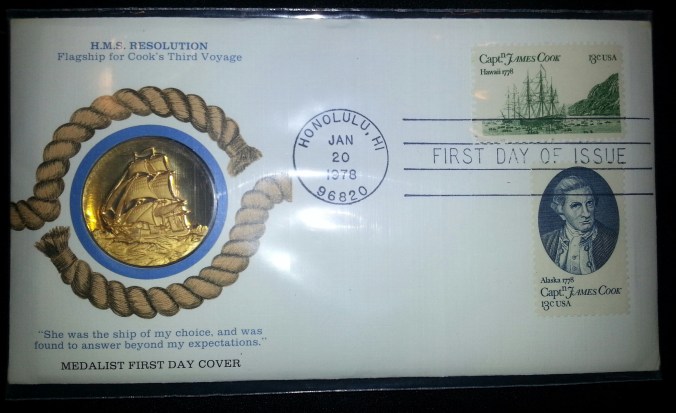 H.M.S. RESOLUTION
Flagship for Cook's Third Voyage
"She was the ship of my choice, and was
found to answer beyond my expectations."
MEDALIST FIRST DAY COVER
HONOLULU, HI
JAN
20
1978
96820
FIRST DAY OF ISSUE
Captn JAMES COOK
Hawaii 1778
13c USA
Alaska 1778
Captn JAMES COOK
13c USA